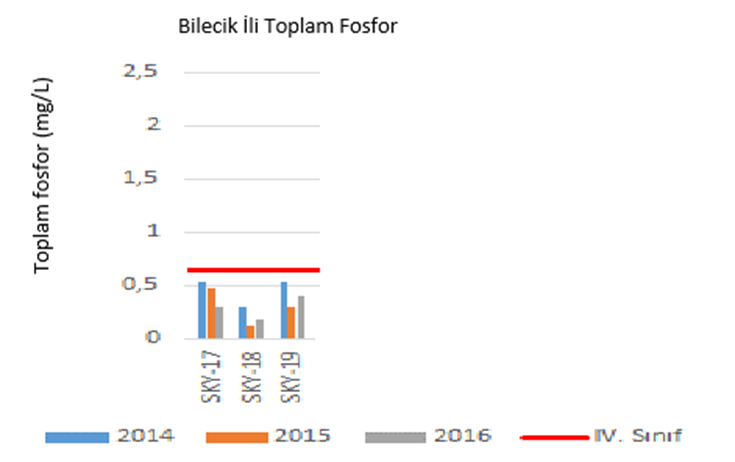 Bilecik İli Toplam Fosfor
Toplam fosfor (mg/L)
2,5
2
1,5
1
0,5
0
SKY-17
SKY-18
SKY-19
2014 2015 2016 IV. Sınıf